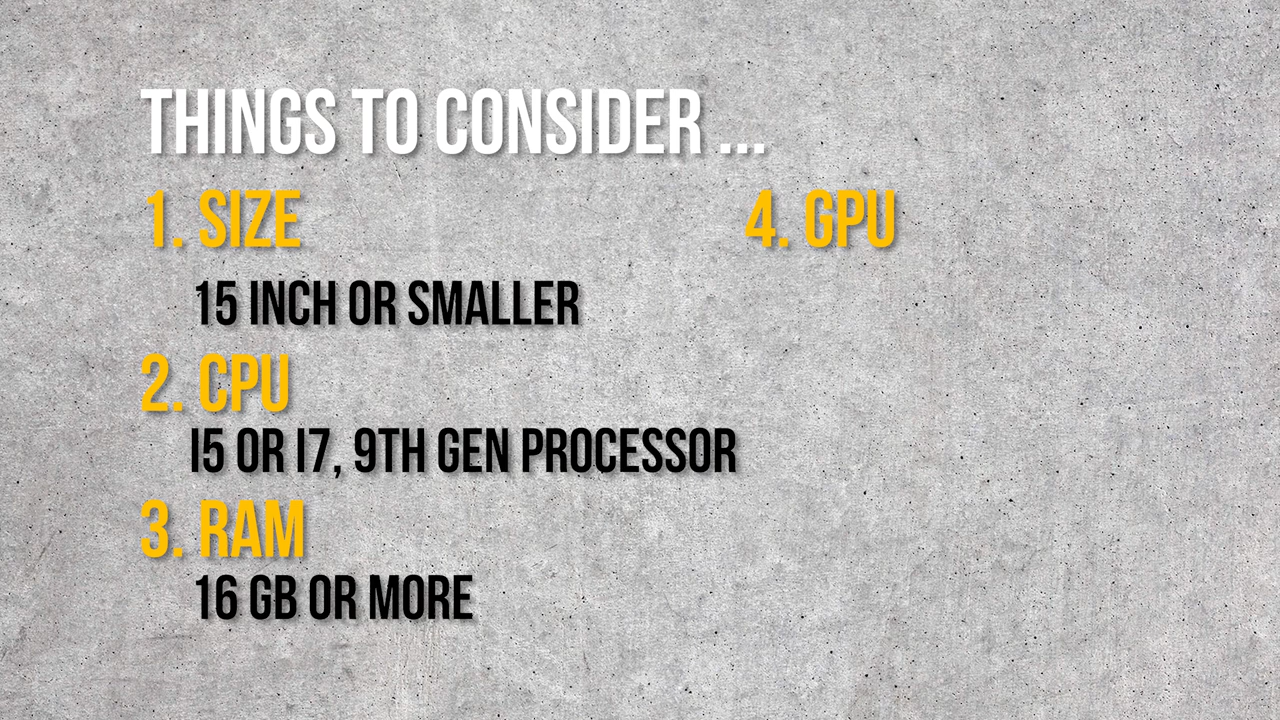 THINGS TO CONSIDER ...
1. SIZE
15 INCH OR SMALLER
2. CPU
I5 OR I7, 9TH GEN PROCESSOR
3. RAM
16 GB OR MORE
4. GPU